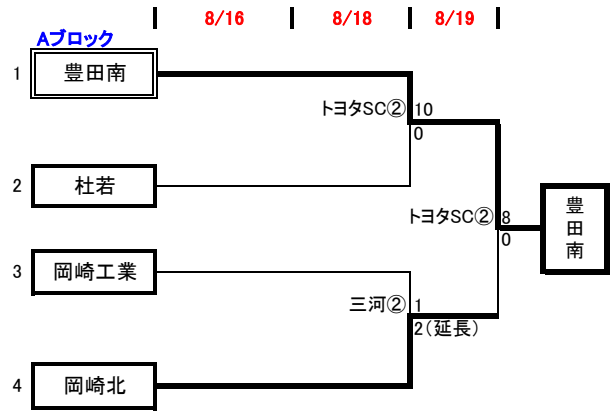 8/16 8/18 8/19
Aブロック
1 豊田南
トヨタSC② 10
0
2 杜若
トヨタSC② 8
0
豊田南
3 岡崎工業
三河② 1
2(延長)
4 岡崎北